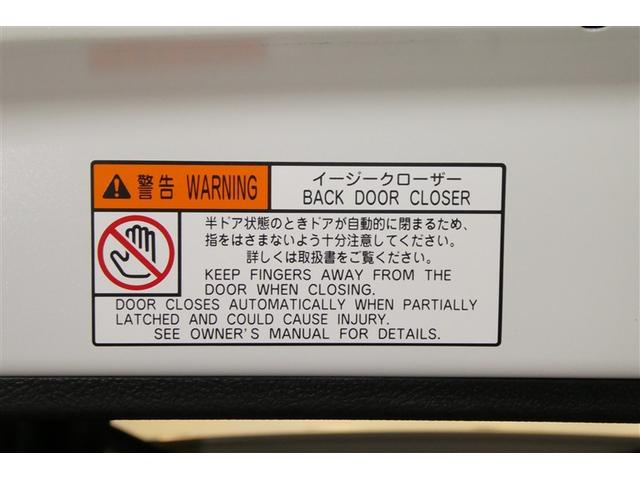 警告 WARNING
イージークローザー
BACK DOOR CLOSER
半ドア状態のときドアが自動的に閉まるため、
指をはさまないよう十分注意してください。
詳しくは取扱書をご覧ください。
KEEP FINGERS AWAY FROM THE
DOOR WHEN CLOSING.
DOOR CLOSES AUTOMATICALLY WHEN PARTIALLY
LATCHED AND COULD CAUSE INJURY.
SEE OWNER'S MANUAL FOR DETAILS.